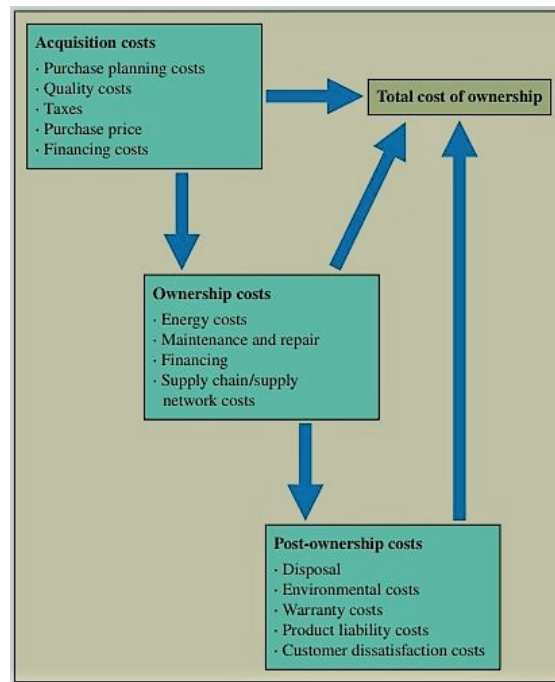 Acquisition costs
· Purchase planning costs
· Quality costs
· Taxes
· Purchase price
· Financing costs
Total cost of ownership
Ownership costs
· Energy costs
· Maintenance and repair
· Financing
· Supply chain/supply
network costs
Post-ownership costs
· Disposal
· Environmental costs
· Warranty costs
· Product liability costs
· Customer dissatisfaction costs